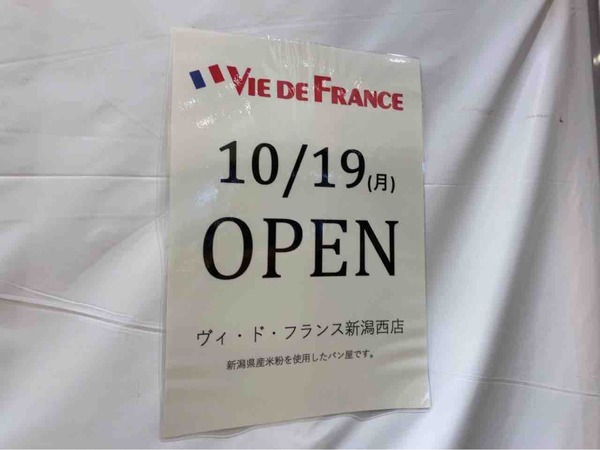 VIE DE FRANCE
10/19(月)
OPEN
ヴィ・ド・フランス新潟西店
新潟県産米粉を使用したパン屋です。